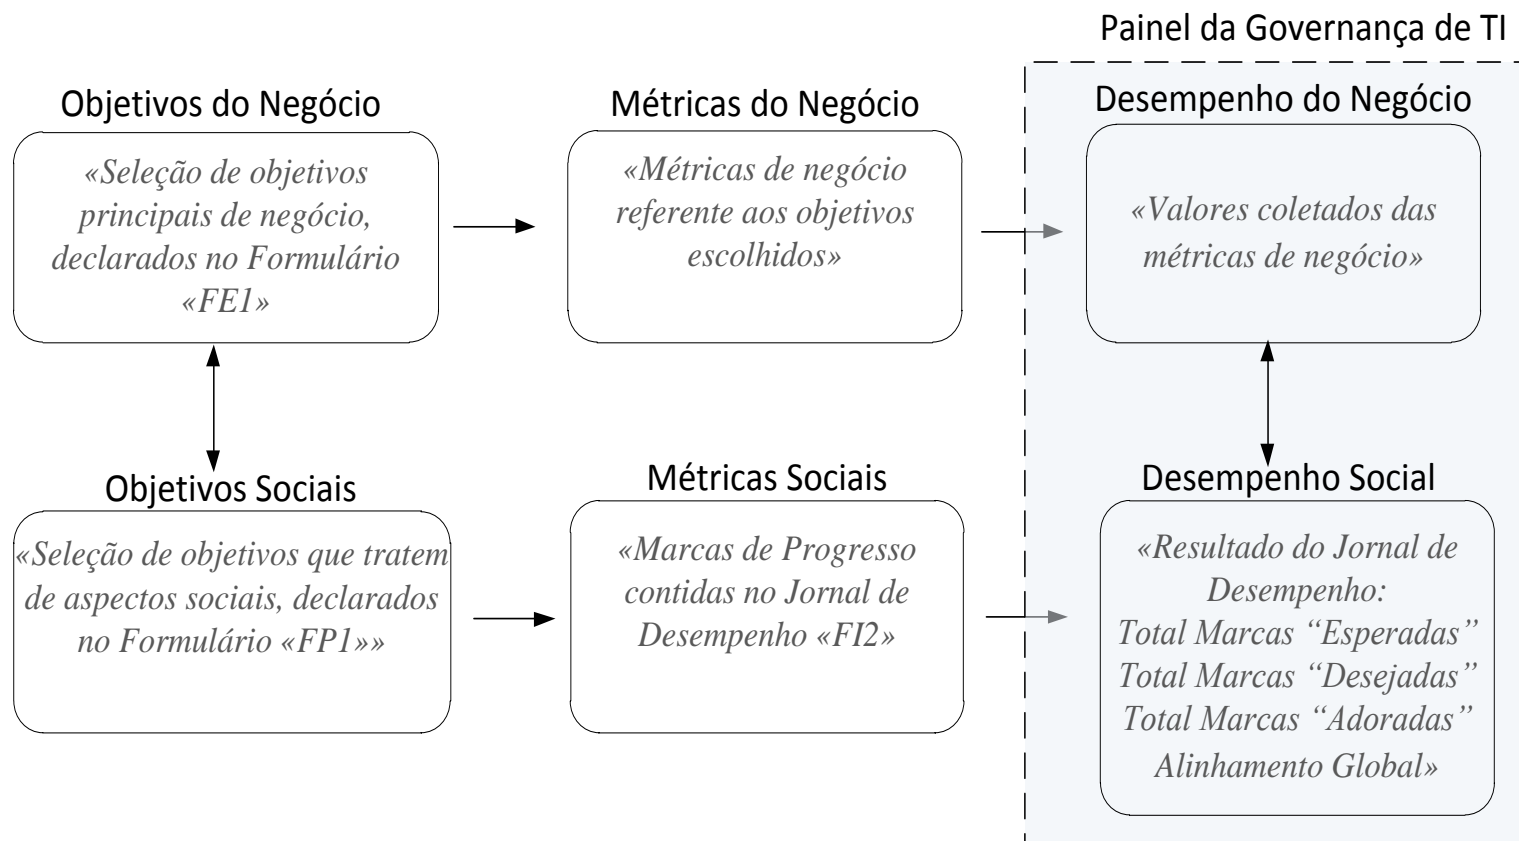 Painel da Governança de TI
Objetivos do Negócio
«Seleção de objetivos
principais de negócio,
declarados no Formulário
«FE1»
Métricas do Negócio
«Métricas de negócio
referente aos objetivos
escolhidos»
Desempenho do Negócio
«Valores coletados das
métricas de negócio»
Objetivos Sociais
«Seleção de objetivos que tratem
de aspectos sociais, declarados
no Formulário «FP1»»
Métricas Sociais
«Marcas de Progresso
contidas no Jornal de
Desempenho «FI2»
Desempenho Social
«Resultado do Jornal de
Desempenho:
Total Marcas “Esperadas”
Total Marcas “Desejadas”
Total Marcas “Adoradas”
Alinhamento Global»